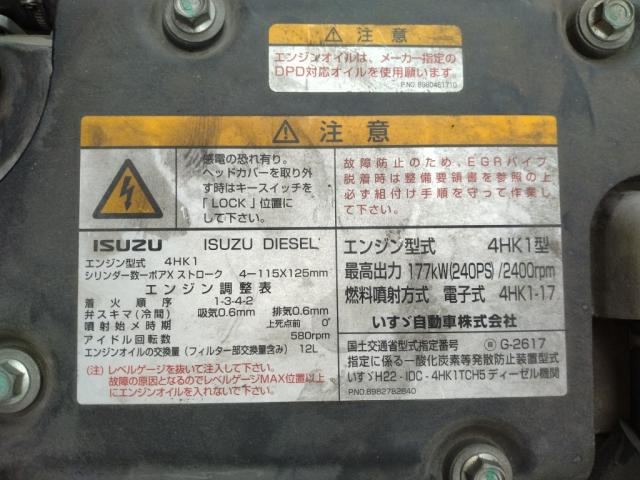 ⚠ 注意
エンジンオイルは、メーカー指定の
DPD対応オイルを使用願います。
P.NO. 8980461710
⚠ 注意
感電の恐れ有り。
ヘッドカバーを取り外
す時はキースイッチを
「LOCK」位置に
して下さい。
故障防止のため、EGRパイプ
脱着時は整備要領書を参照の上
必ず組付け手順を守って作業し
て下さい。
ISUZU ISUZU DIESEL
エンジン型式 4HK1
シリンダー数ーボアX ストローク 4ー115X125mm
エンジン調整表
着火順序 1-3-4-2
弁スキマ(冷間) 吸気0.6mm 排気0.6mm
噴射始メ時期 上死点前 0°
アイドル回転数 580rpm
エンジンオイルの交換量(フィルター部交換量含み) 12L
(注)レベルゲージを抜いて注入して下さい。
故障の原因となるのでレベルゲージMAX位置以上
にエンジンオイルを入れないで下さい。
エンジン型式 4HK1型
最高出力 177kW(240PS)/2400rpm
燃料噴射方式 電子式 4HK1-17
いすゞ自動車株式会社
国土交通省型式指定番号 G-2617
指定に係る一酸化炭素等発散防止装置型式
いすゞH22-IDC-4HK1TCH5 ディーゼル機関
P.NO.8982782840